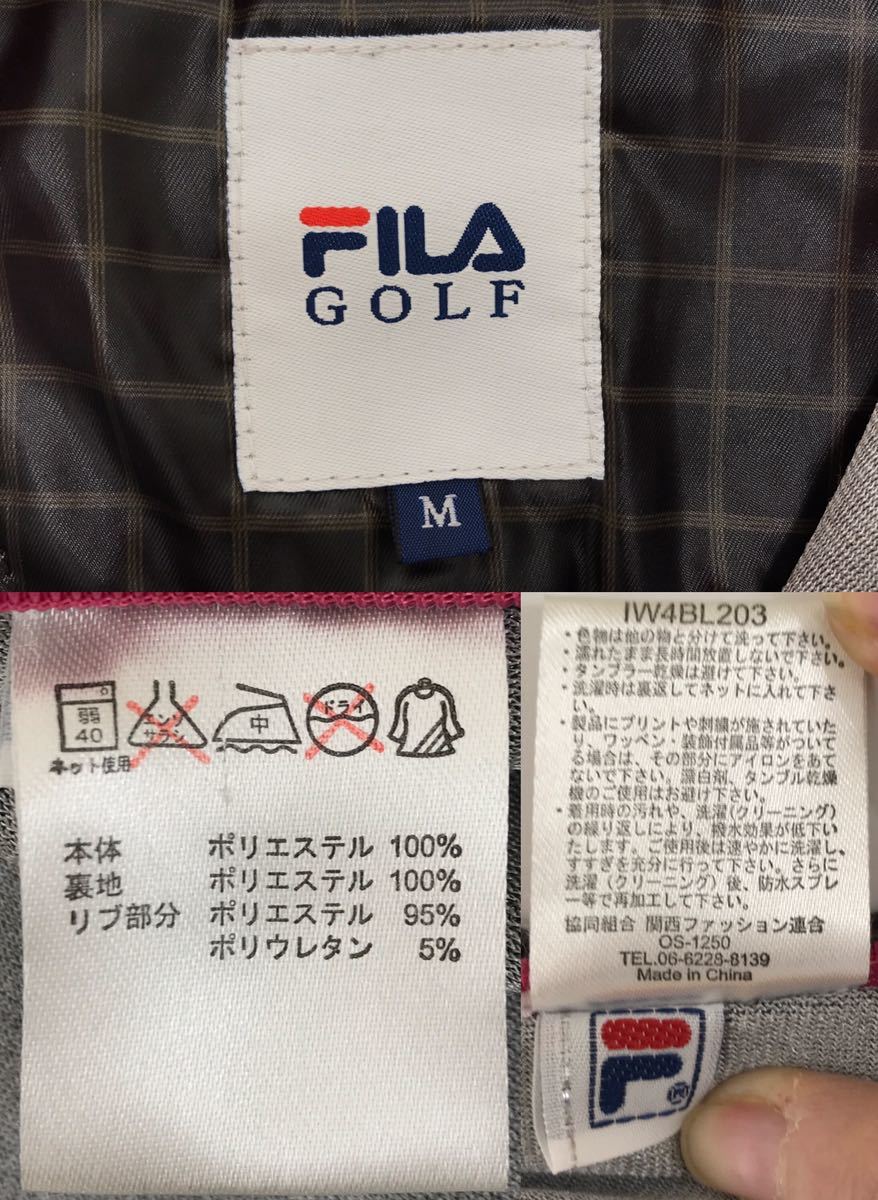 FILA
GOLF
M
弱
40
ネット使用
エンソ
サラシ
中
ドライ
本体 ポリエステル 100%
裏地 ポリエステル 100%
リブ部分 ポリエステル 95%
ポリウレタン 5%
IW4BL203
・色物は他の物と分けて洗って下さい。
・濡れたまま長時間放置しないで下さい。
・タンブラー乾燥は避けて下さい。
・洗濯時は裏返してネットに入れて下さ
い。
・製品にプリントや刺繍が施されていた
り、ワッペン・装飾付属品等がついて
る場合は、その部分にアイロンをあて
ないで下さい。漂白剤、タンブル乾燥
機のご使用はお避け下さい。
・着用時の汚れや、洗濯(クリーニング)
の繰り返しにより、撥水効果が低下い
たします。ご使用後は速やかに洗濯し、
すすぎを充分に行って下さい。さらに
洗濯(クリーニング)後、防水スプレ
ー等で再加工して下さい。
協同組合 関西ファッション連合
OS-1250
TEL.06-6228-8139
Made in China
F
®